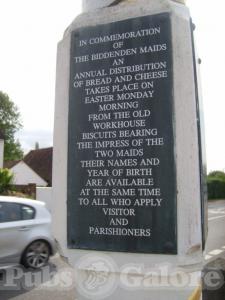 IN COMMEMORATION
OF
THE BIDDENDEN MAIDS
AN
ANNUAL DISTRIBUTION
OF BREAD AND CHEESE
TAKES PLACE ON
EASTER MONDAY
MORNING
FROM THE OLD
WORKHOUSE
BISCUITS BEARING
THE IMPRESS OF THE
TWO MAIDS
THEIR NAMES AND
YEAR OF BIRTH
ARE AVAILABLE
AT THE SAME TIME
TO ALL WHO APPLY
VISITOR
AND
PARISHIONERS
Pubs Galore